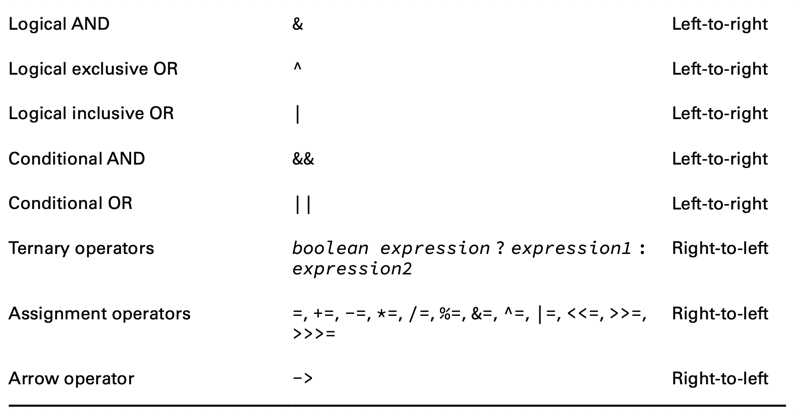 Logical AND & Left-to-right
Logical exclusive OR ^ Left-to-right
Logical inclusive OR | Left-to-right
Conditional AND && Left-to-right
Conditional OR || Left-to-right
Ternary operators boolean expression ? expression1 : Right-to-left
expression2
Assignment operators =, +=, -=, *=, /=, %=, &=, ^=, |=, <<=, >>=, Right-to-left
>>>=
Arrow operator -> Right-to-left